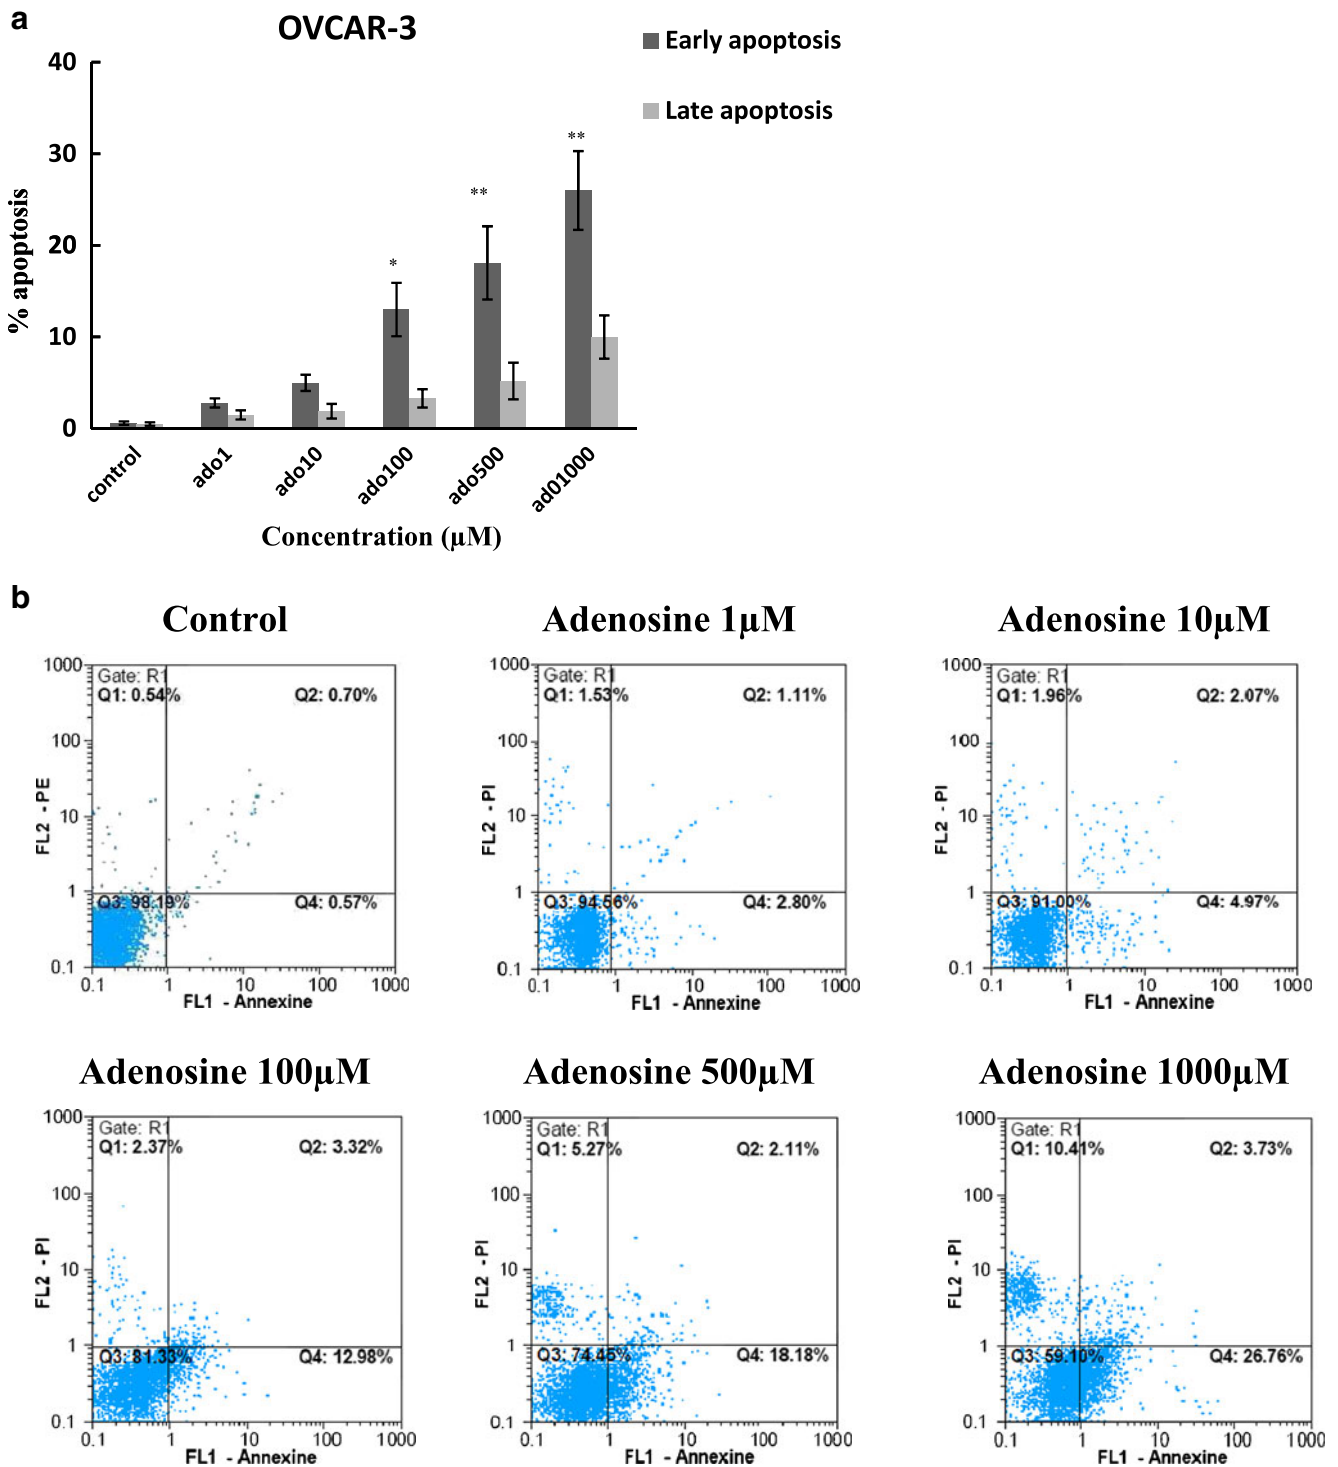 a
OVCAR-3
Early apoptosis
Late apoptosis
40
30
20
10
0
% apoptosis
*
**
**
control
ado1
ado10
ado100
ado500
ad01000
Concentration (µM)
b
Control
Gate: R1
Q1: 0.54%
Q2: 0.70%
Q3: 98.19%
Q4: 0.57%
1000
100
10
1
0.1
FL2 - PE
0.1 1 10 100 1000
FL1 - Annexine
Adenosine 1µM
Gate: R1
Q1: 1.53%
Q2: 1.11%
Q3: 94.56%
Q4: 2.80%
1000
100
10
1
0.1
FL2 - PI
0.1 1 10 100 1000
FL1 - Annexine
Adenosine 10µM
Gate: R1
Q1: 1.96%
Q2: 2.07%
Q3: 91.00%
Q4: 4.97%
1000
100
10
1
0.1
FL2 - PI
0.1 1 10 100 1000
FL1 - Annexine
Adenosine 100µM
Gate: R1
Q1: 2.37%
Q2: 3.32%
Q3: 81.33%
Q4: 12.98%
1000
100
10
1
0.1
FL2 - PI
0.1 1 10 100 1000
FL1 - Annexine
Adenosine 500µM
Gate: R1
Q1: 5.27%
Q2: 2.11%
Q3: 74.45%
Q4: 18.18%
1000
100
10
1
0.1
FL2 - PI
0.1 1 10 100 1000
FL1 - Annexine
Adenosine 1000µM
Gate: R1
Q1: 10.41%
Q2: 3.73%
Q3: 59.10%
Q4: 26.76%
1000
100
10
1
0.1
FL2 - PI
0.1 1 10 100 1000
FL1 - Annexine